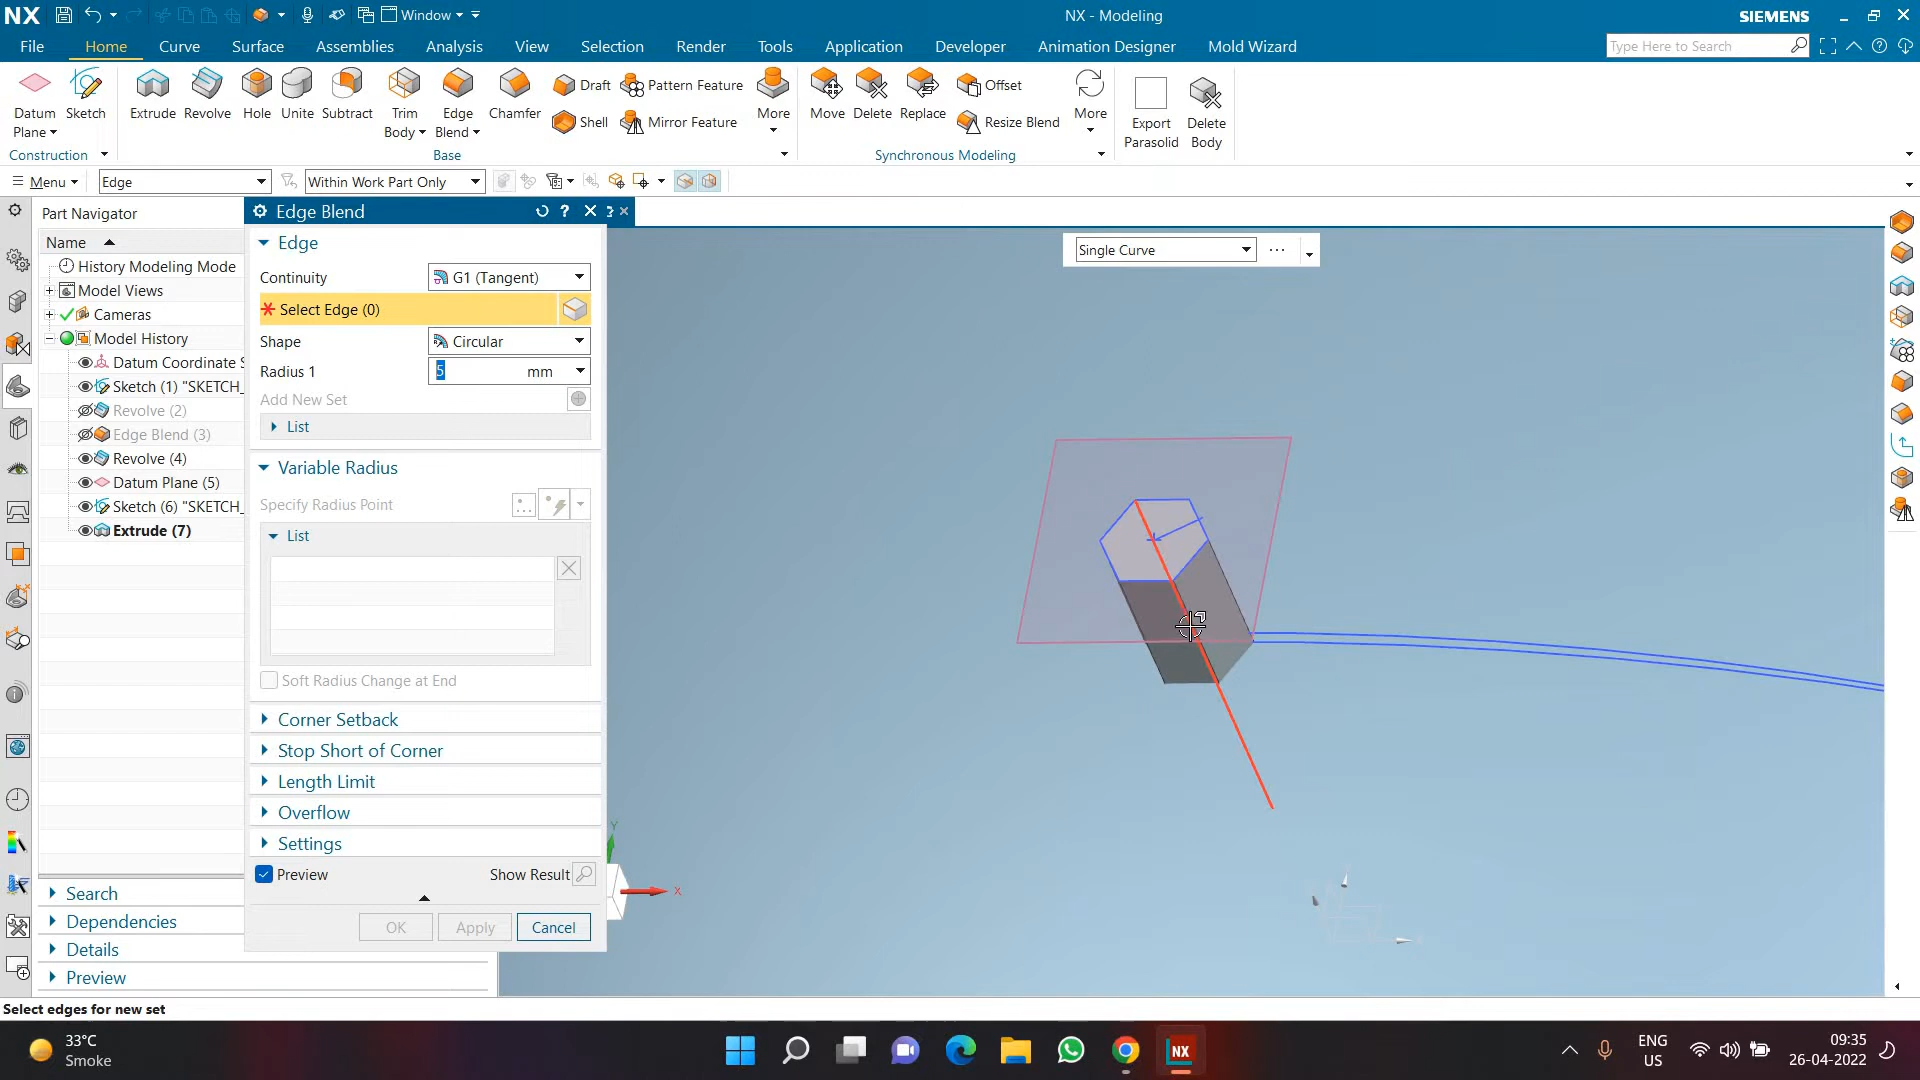 NX
Window
NX - Modeling
SIEMENS
File
Home
Curve
Surface
Assemblies
Analysis
View
Selection
Render
Tools
Application
Developer
Animation Designer
Mold Wizard
Type Here to Search
Datum Plane
Sketch
Extrude
Revolve
Hole
Unite
Subtract
Trim Body
Edge Blend
Chamfer
Draft
Shell
Pattern Feature
Mirror Feature
More
Move
Delete
Replace
Offset
Resize Blend
More
Export Parasolid
Delete Body
Construction
Base
Synchronous Modeling
Menu
Edge
Within Work Part Only
Part Navigator
Name
History Modeling Mode
Model Views
Cameras
Model History
Datum Coordinate S
Sketch (1) "SKETCH_
Revolve (2)
Edge Blend (3)
Revolve (4)
Datum Plane (5)
Sketch (6) "SKETCH_
Extrude (7)
Search
Dependencies
Details
Preview
Edge Blend
Edge
Continuity
G1 (Tangent)
Select Edge (0)
Shape
Circular
Radius 1
5
mm
Add New Set
List
Variable Radius
Specify Radius Point
List
Soft Radius Change at End
Corner Setback
Stop Short of Corner
Length Limit
Overflow
Settings
Preview
Show Result
OK
Apply
Cancel
Single Curve
Y
X
Select edges for new set
33°C
Smoke
NX
ENG
US
09:35
26-04-2022